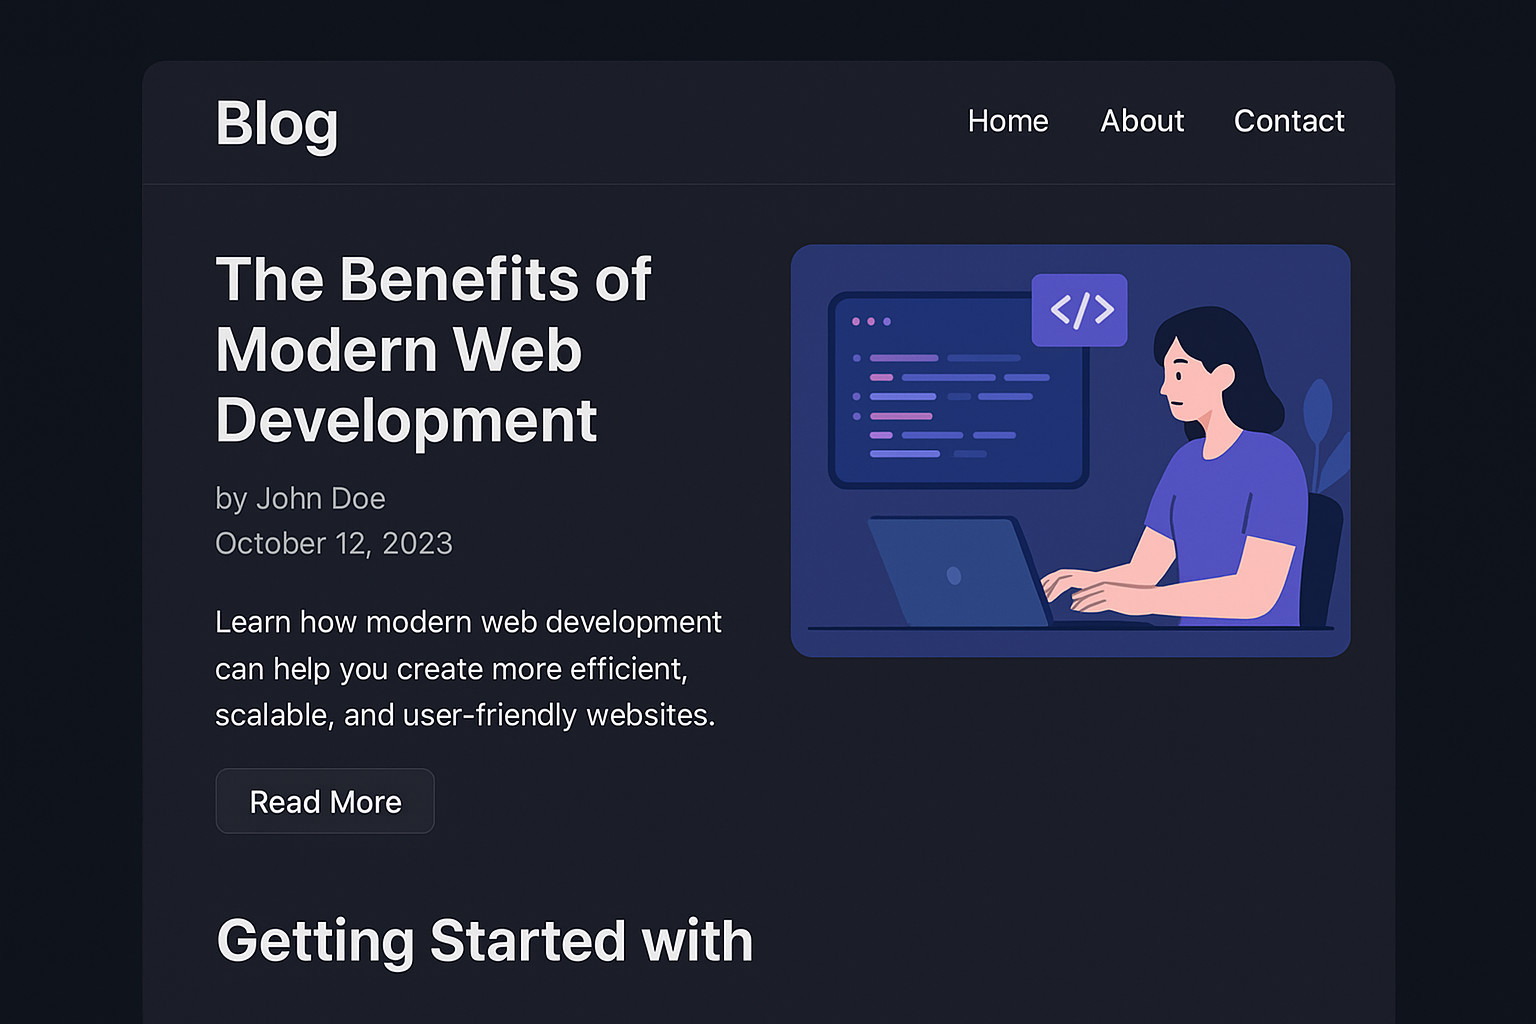 Blog
Home About Contact
The Benefits of
Modern Web
Development
by John Doe
October 12, 2023
Learn how modern web development
can help you create more efficient,
scalable, and user-friendly websites.
Read More
Getting Started with
</>